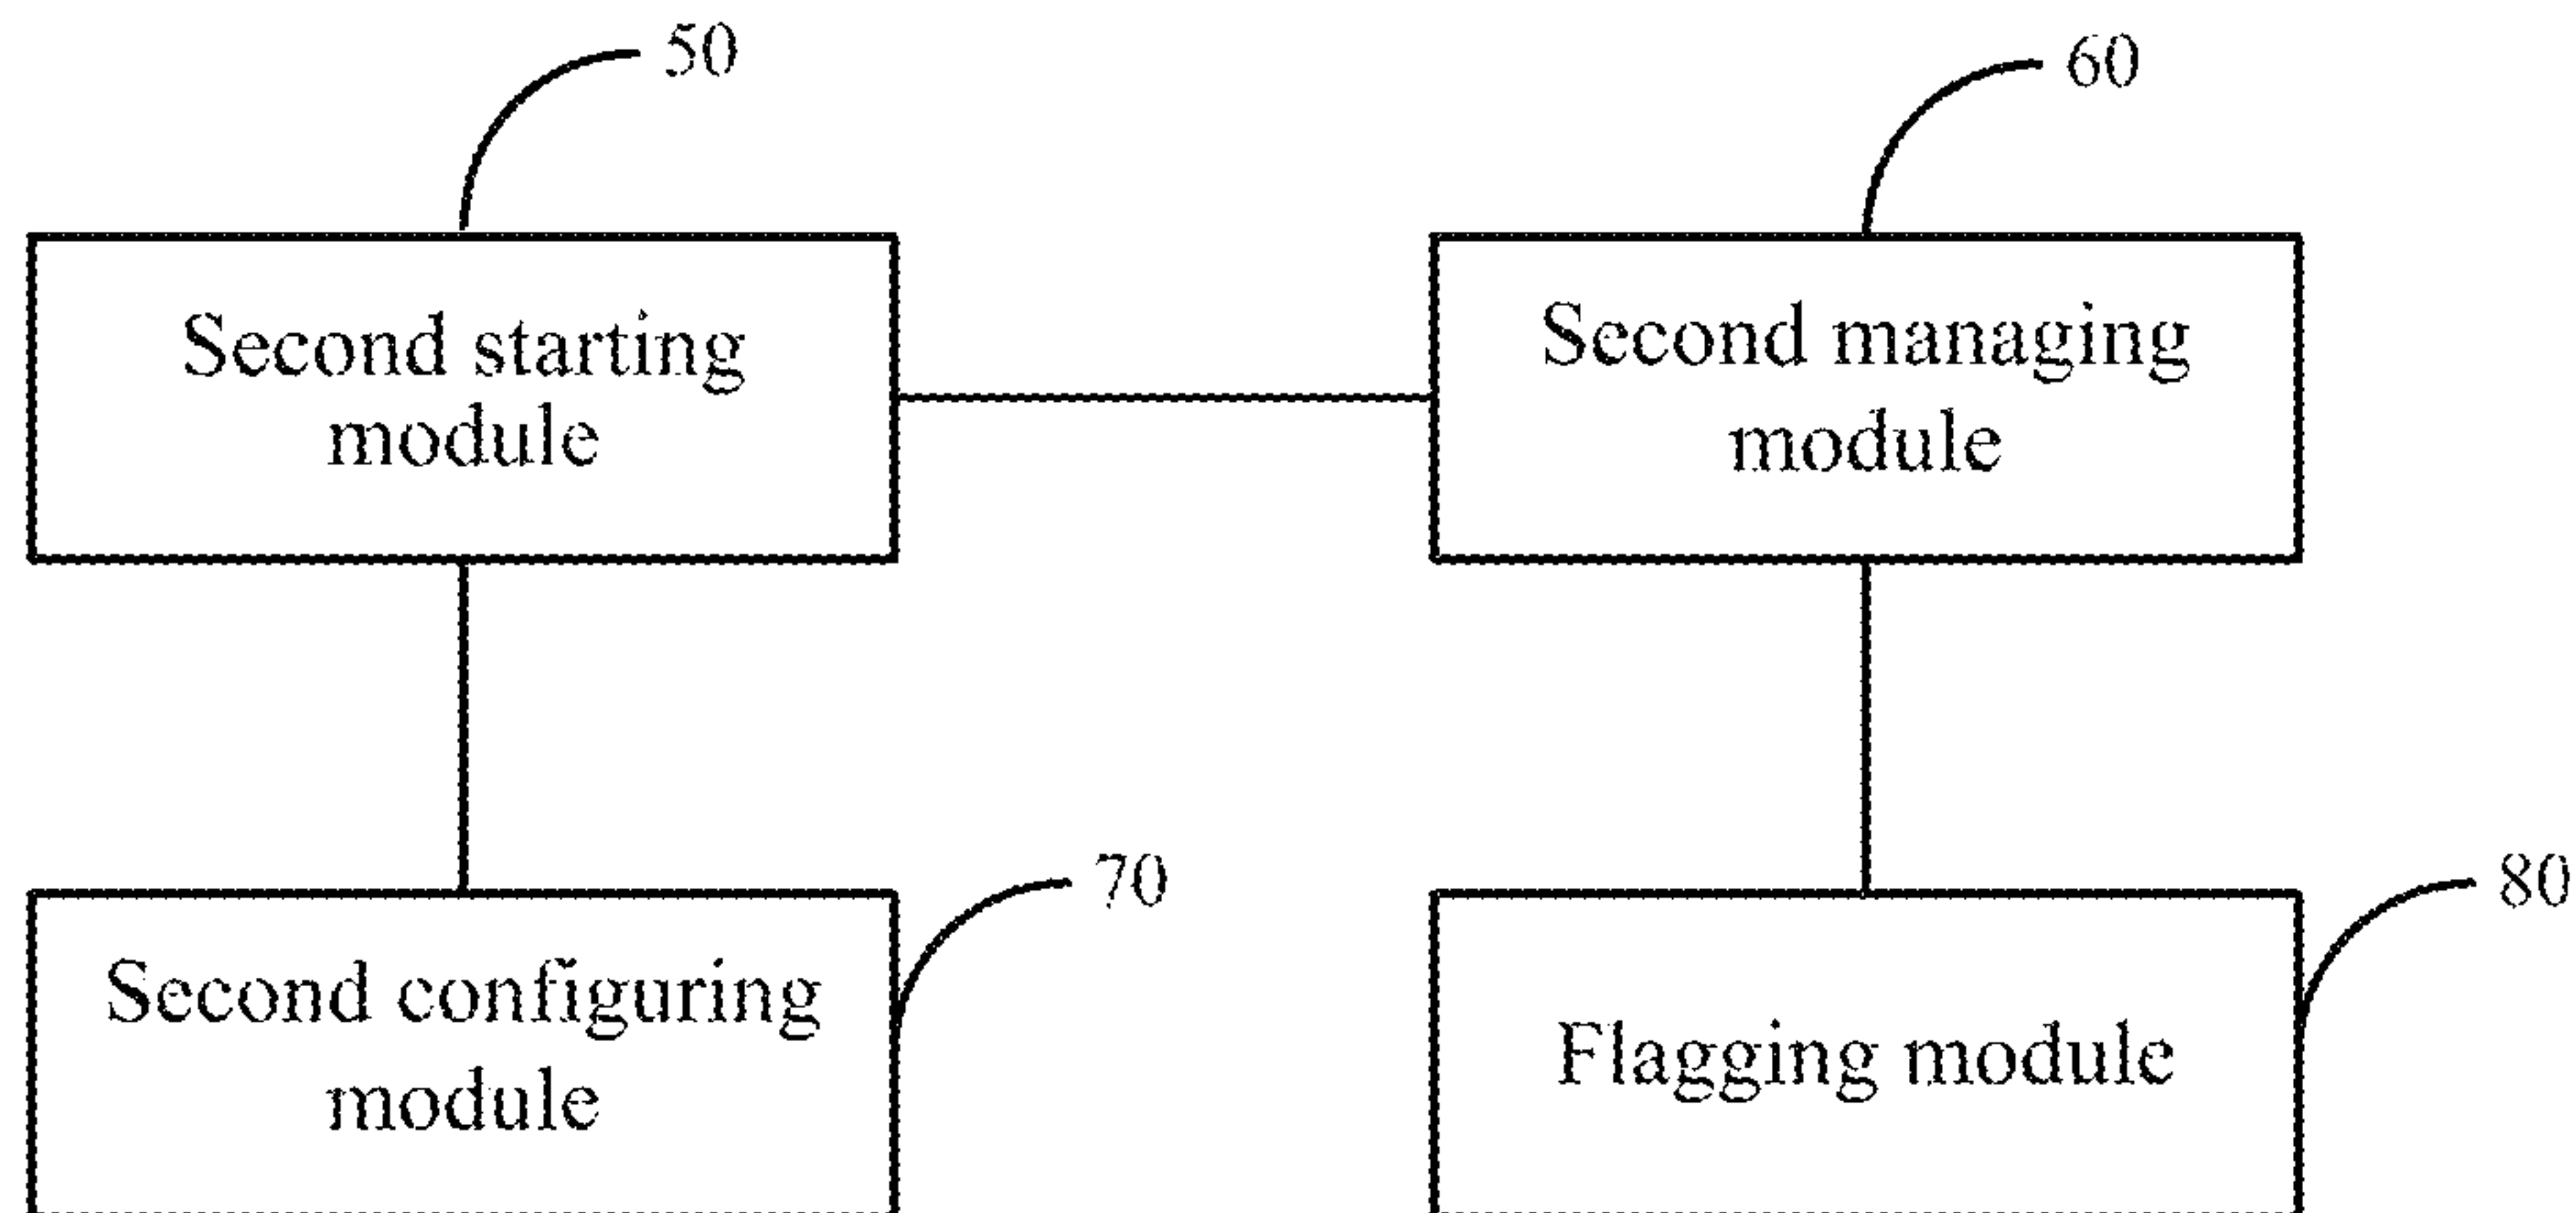 50
60
Second starting
module
Second managing
module
70
80
Second configuring
module
Flagging module